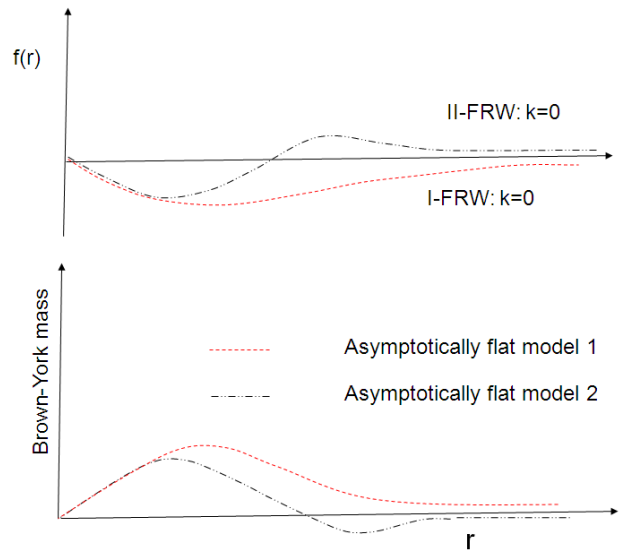 f(r)
II-FRW: k=0
I-FRW: k=0
Brown-York mass
Asymptotically flat model 1
Asymptotically flat model 2
r